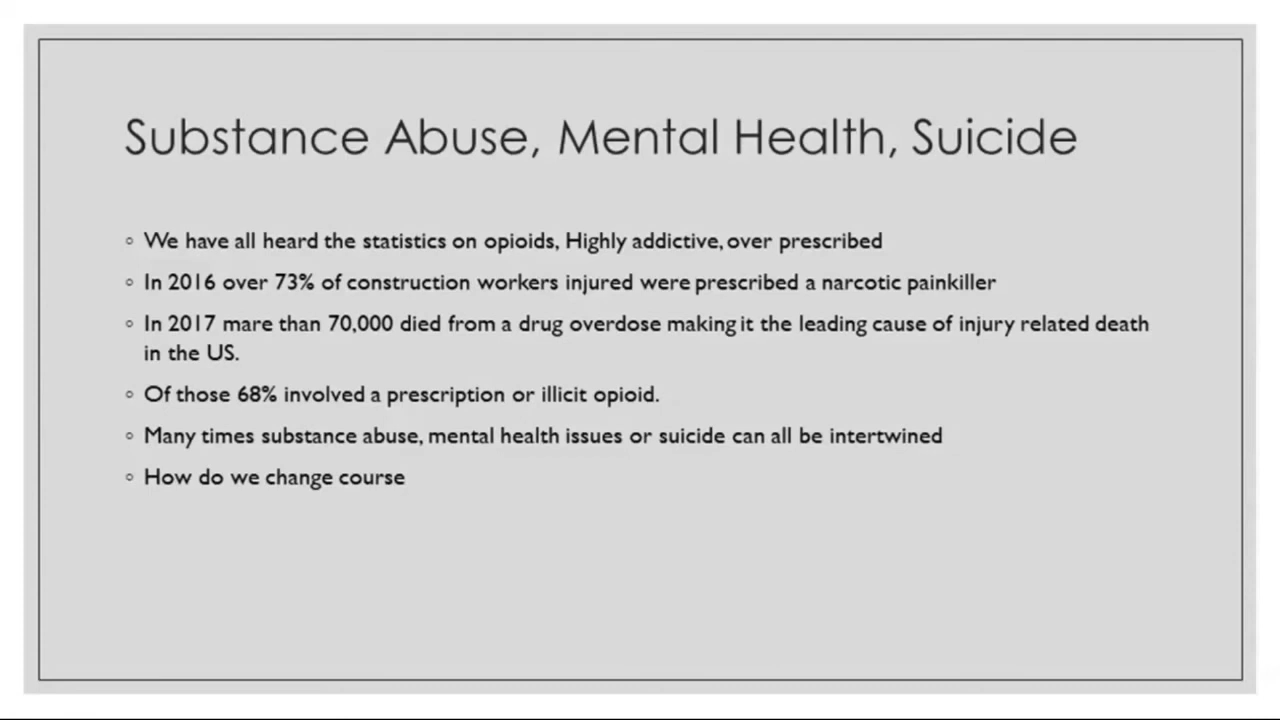 Substance Abuse, Mental Health, Suicide
◦ We have all heard the statistics on opioids, Highly addictive, over prescribed
◦ In 2016 over 73% of construction workers injured were prescribed a narcotic painkiller
◦ In 2017 mare than 70,000 died from a drug overdose making it the leading cause of injury related death
in the US.
◦ Of those 68% involved a prescription or illicit opioid.
◦ Many times substance abuse, mental health issues or suicide can all be intertwined
◦ How do we change course